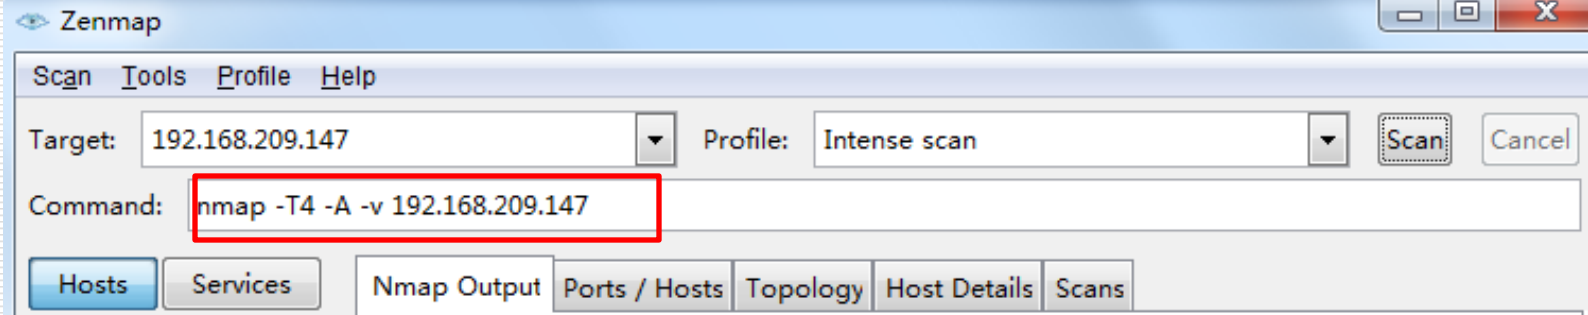 Zenmap
Scan Tools Profile Help
Target: 192.168.209.147 Profile: Intense scan Scan Cancel
Command: nmap -T4 -A -v 192.168.209.147
Hosts Services Nmap Output Ports / Hosts Topology Host Details Scans